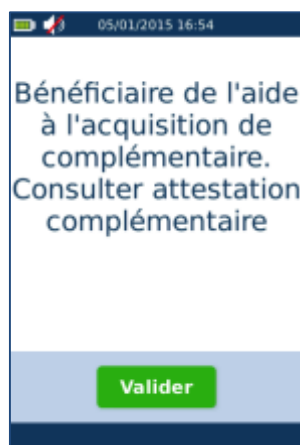 05/01/2015 16:54
Bénéficiaire de l'aide
à l'acquisition de
complémentaire.
Consulter attestation
complémentaire
Valider